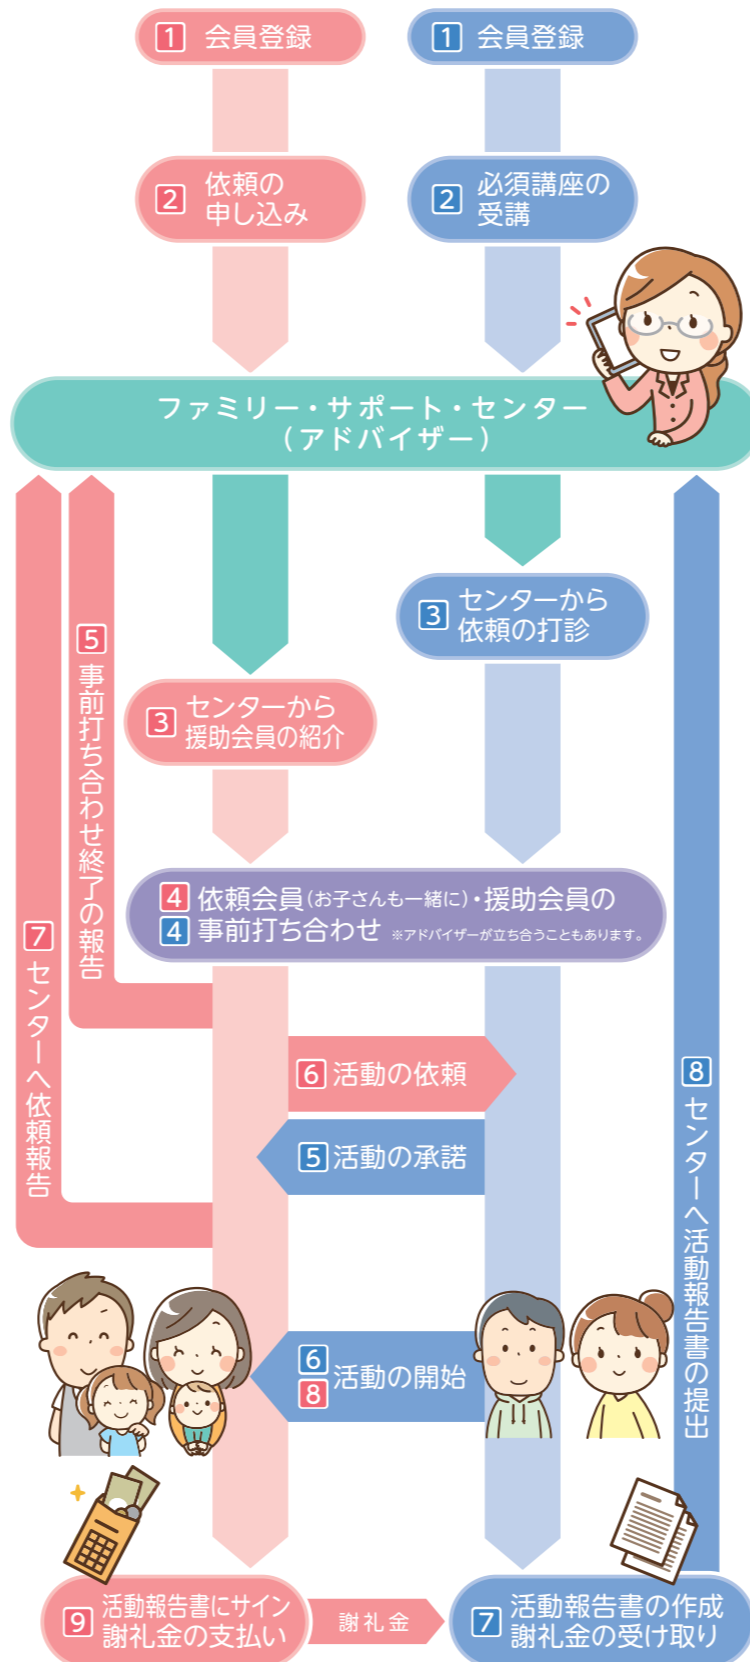 1 会員登録
1 会員登録
2 依頼の
申し込み
2 必須講座の
受講
ファミリー・サポート・センター
（アドバイザー）
3 センターから
依頼の打診
3 センターから
援助会員の紹介
4 依頼会員(お子さんも一緒に)・援助会員の
4 事前打ち合わせ ※アドバイザーが立ち合うこともあります。
5 事前打ち合わせ終了の報告
6 活動の依頼
5 活動の承諾
7 センターへ依頼報告
6
8 活動の開始
9 活動報告書にサイン
謝礼金の支払い
謝礼金
7 活動報告書の作成
謝礼金の受け取り
8 センターへ活動報告書の提出